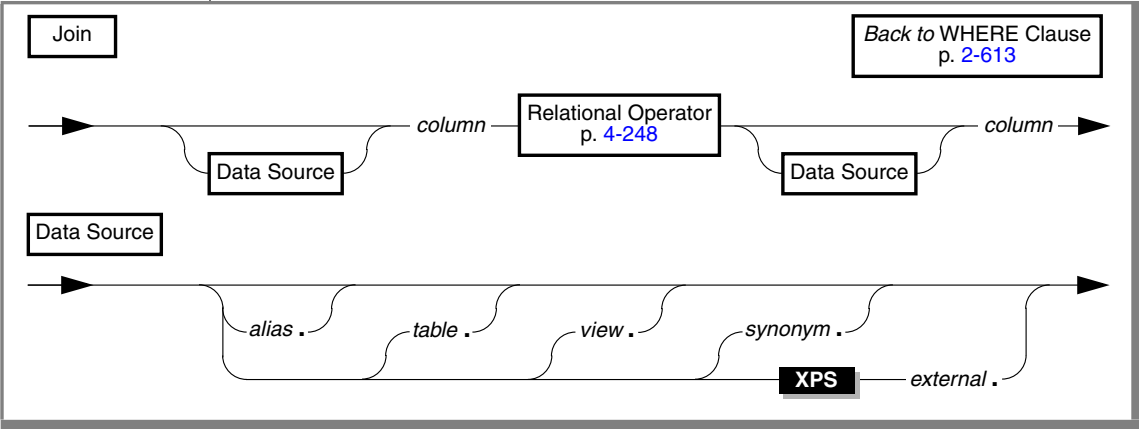 Join
Back to WHERE Clause
p. 2-613
column
Relational Operator
p. 4-248
column
Data Source
Data Source
Data Source
alias .
table .
view .
synonym .
XPS
external .